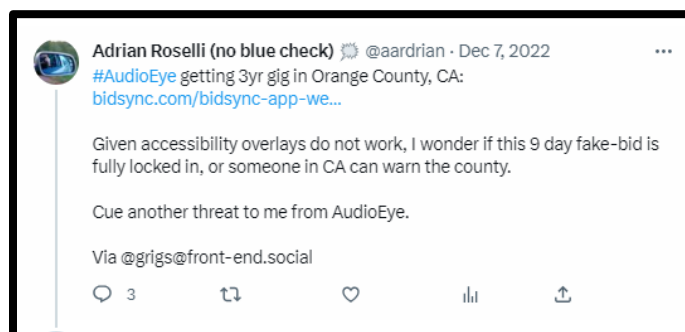 Adrian Roselli (no blue check) @aardrian · Dec 7, 2022
#AudioEye getting 3yr gig in Orange County, CA:
bidsync.com/bidsync-app-we...
Given accessibility overlays do not work, I wonder if this 9 day fake-bid is
fully locked in, or someone in CA can warn the county.
Cue another threat to me from AudioEye.
Via @grigs@front-end.social
3